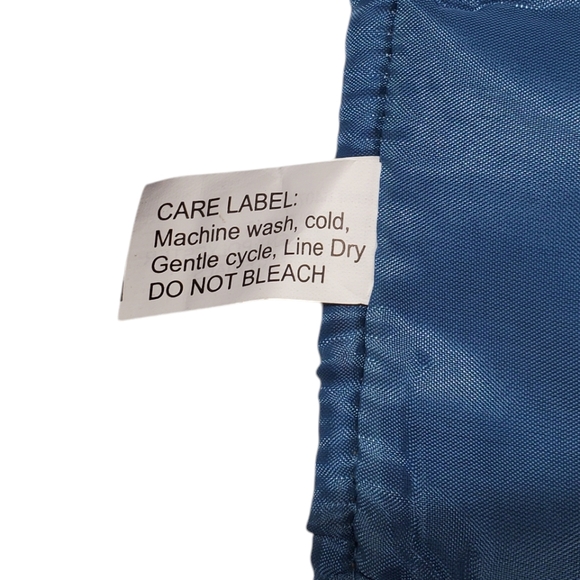 CARE LABEL:
Machine wash, cold,
Gentle cycle, Line Dry
DO NOT BLEACH